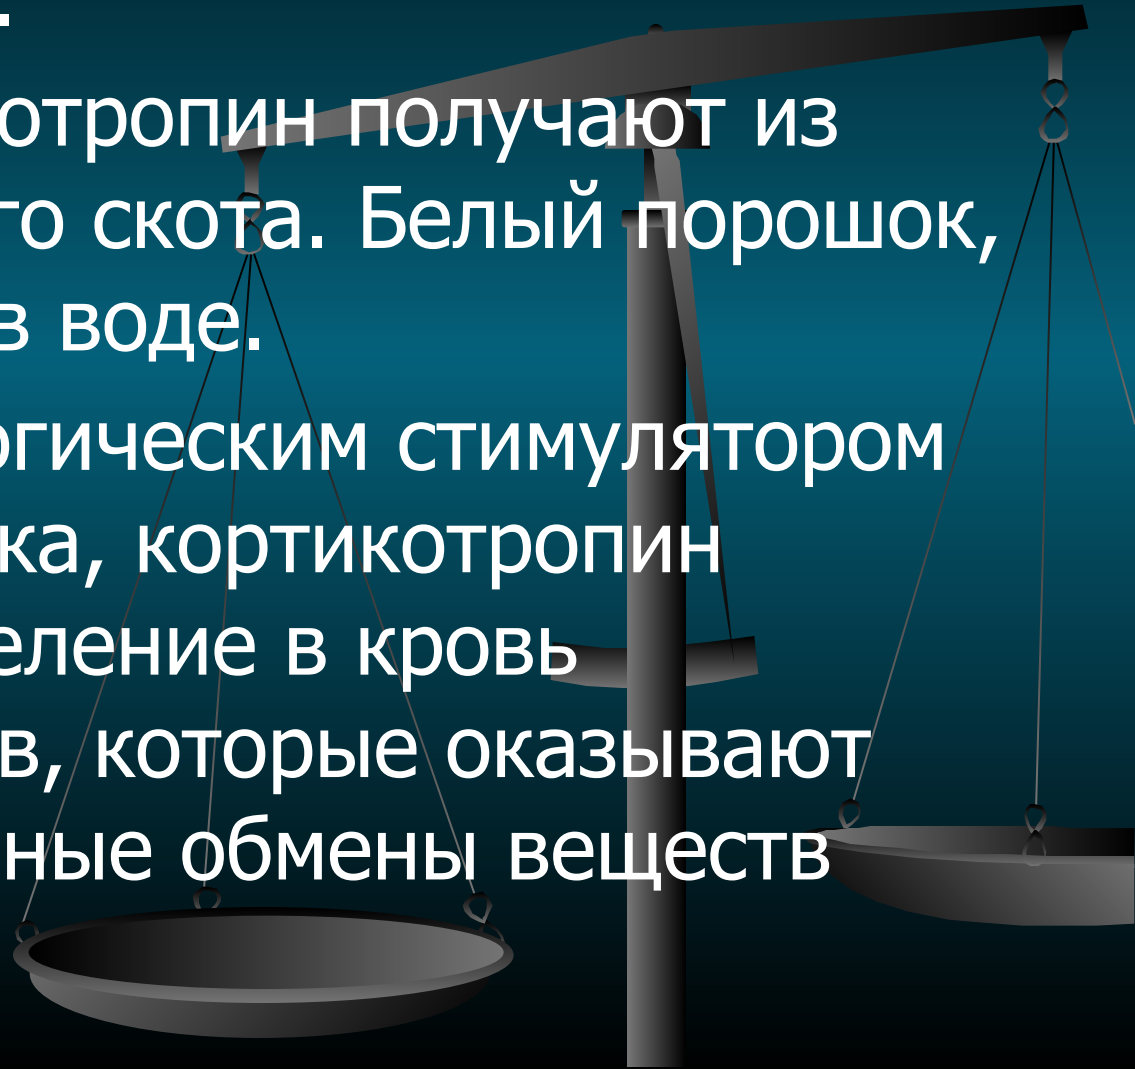 отропин получают из
го скота. Белый порошок,
в воде.
огическим стимулятором
ка, кортикотропин
еление в кровь
в, которые оказывают
ные обмены веществ